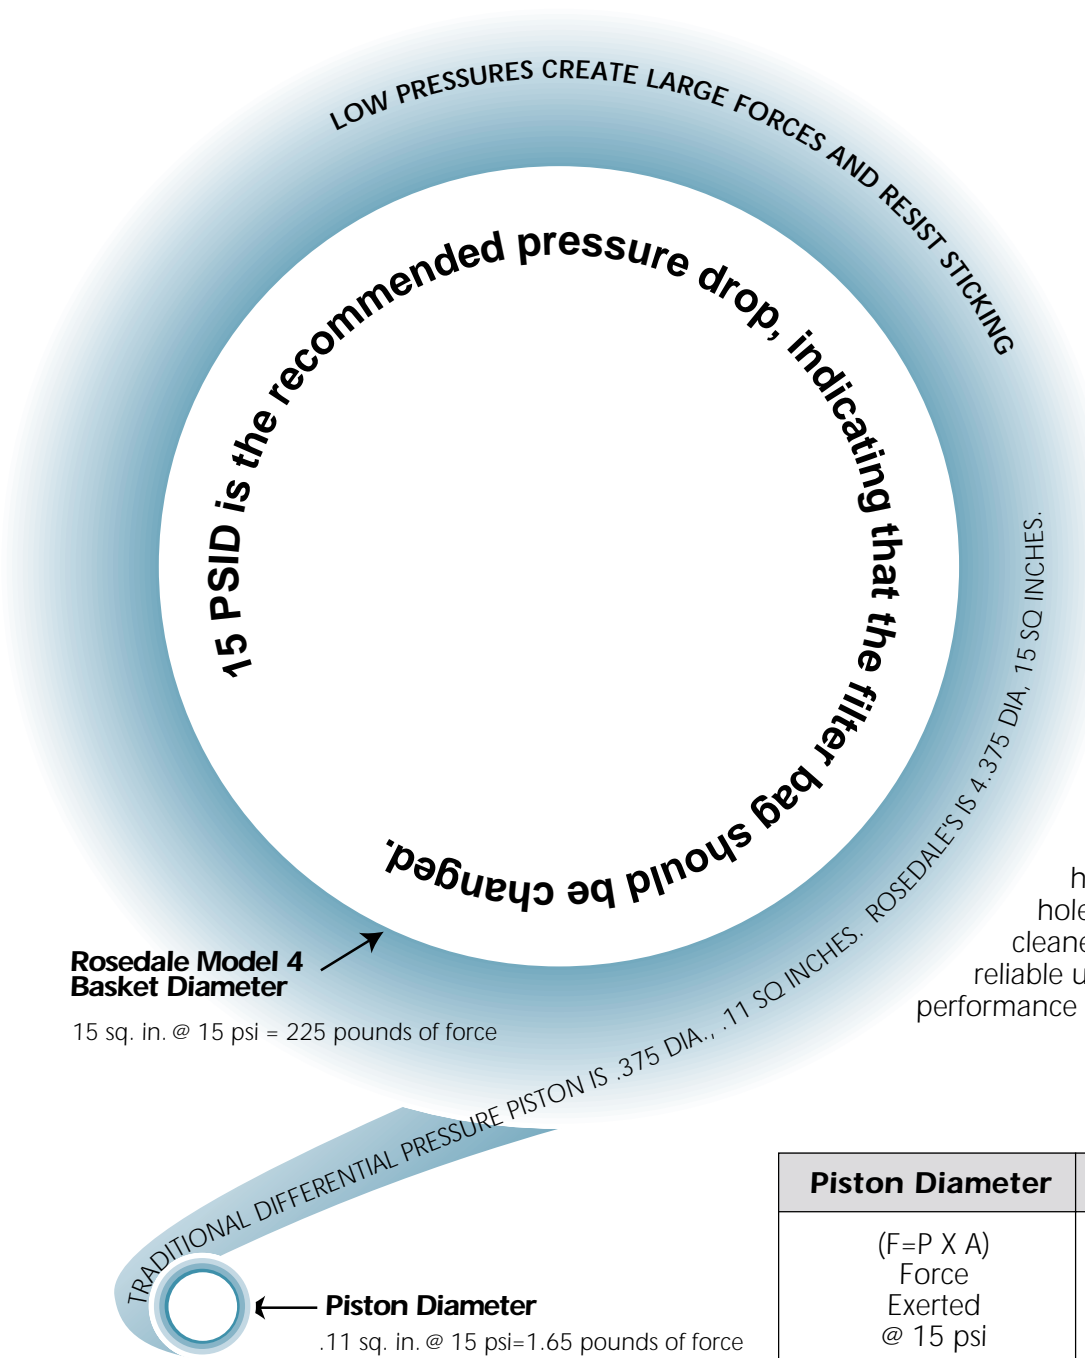 LOW PRESSURES CREATE LARGE FORCES AND RESIST STICKING
15 PSID is the recommended pressure drop, indicating that the filter bag should be changed.
TRADITIONAL DIFFERENTIAL PRESSURE PISTON IS .375 DIA., .11 SQ INCHES. ROSEDALE'S IS 4.375 DIA, 15 SQ INCHES.
Rosedale Model 4
Basket Diameter
15 sq. in. @ 15 psi = 225 pounds of force
reliable
performance
Piston Diameter
(F=P X A)
Force
Exerted
@ 15 psi
Piston Diameter
.11 sq. in. @ 15 psi=1.65 pounds of force